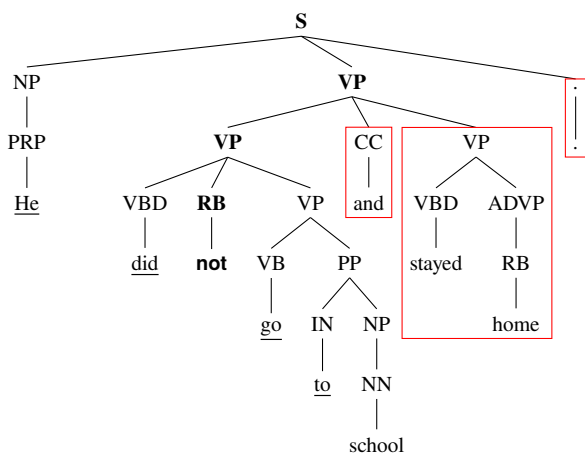 S
NP VP .
PRP VP CC VP .
He VBD RB VP and VBD ADVP
did not VB PP stayed RB
go IN NP home
to NN
school